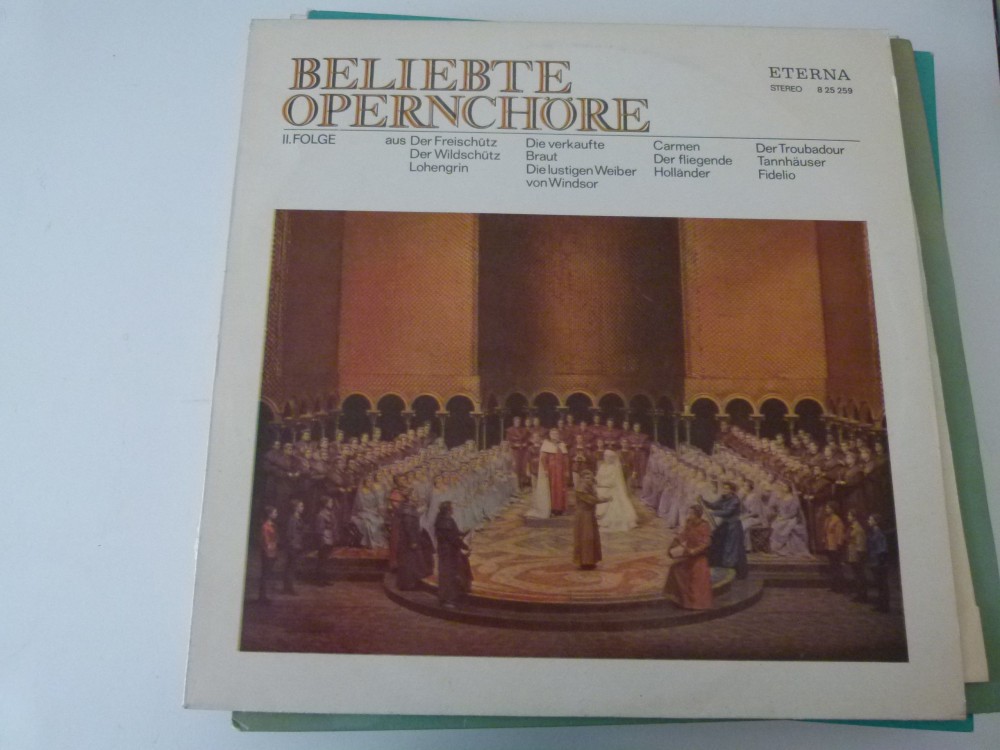 BELIEBTE
OPERNCHÖRE
ETERNA
STEREO 8 25 259
II. FOLGE
aus Der Freischütz
Der Wildschütz
Lohengrin
Die verkaufte
Braut
Die lustigen Weiber
von Windsor
Carmen
Der fliegende
Holländer
Der Troubadour
Tannhäuser
Fidelio